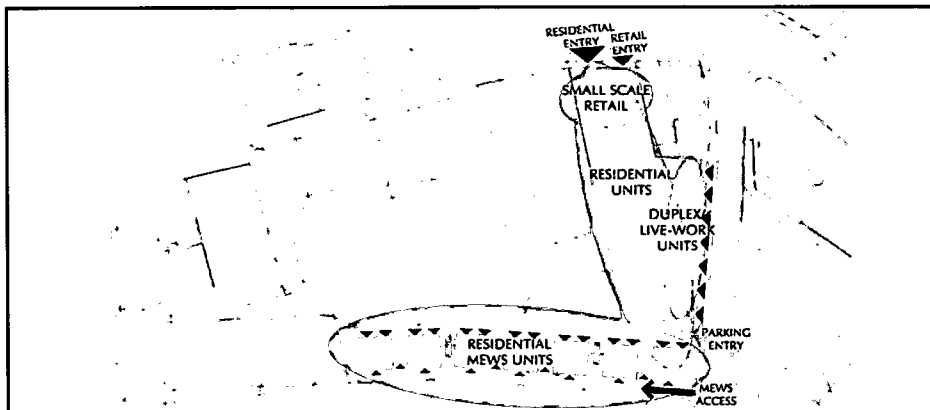 RESIDENTIAL
ENTRY
RETAIL
ENTRY
SMALL SCALE
RETAIL
RESIDENTIAL
UNITS
DUPLEX/
LIVE-WORK
UNITS
PARKING
ENTRY
RESIDENTIAL
MEWS UNITS
MEWS
ACCESS